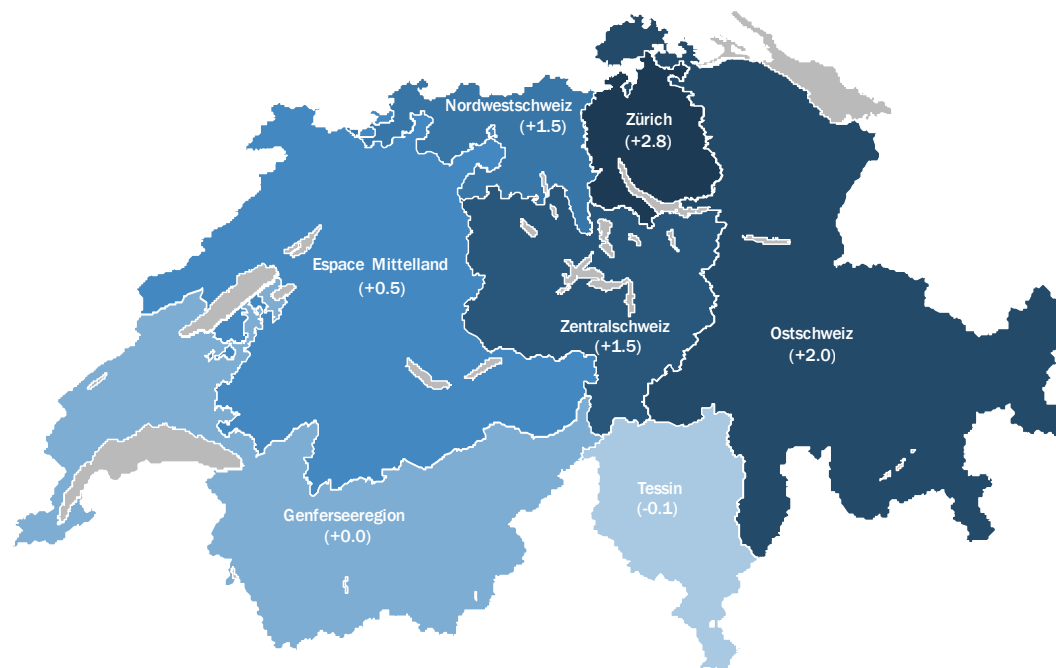 Nordwestschweiz
(+1.5)
Zürich
(+2.8)
Espace Mittelland
(+0.5)
Zentralschweiz
(+1.5)
Ostschweiz
(+2.0)
Genferseeregion
(+0.0)
Tessin
(-0.1)